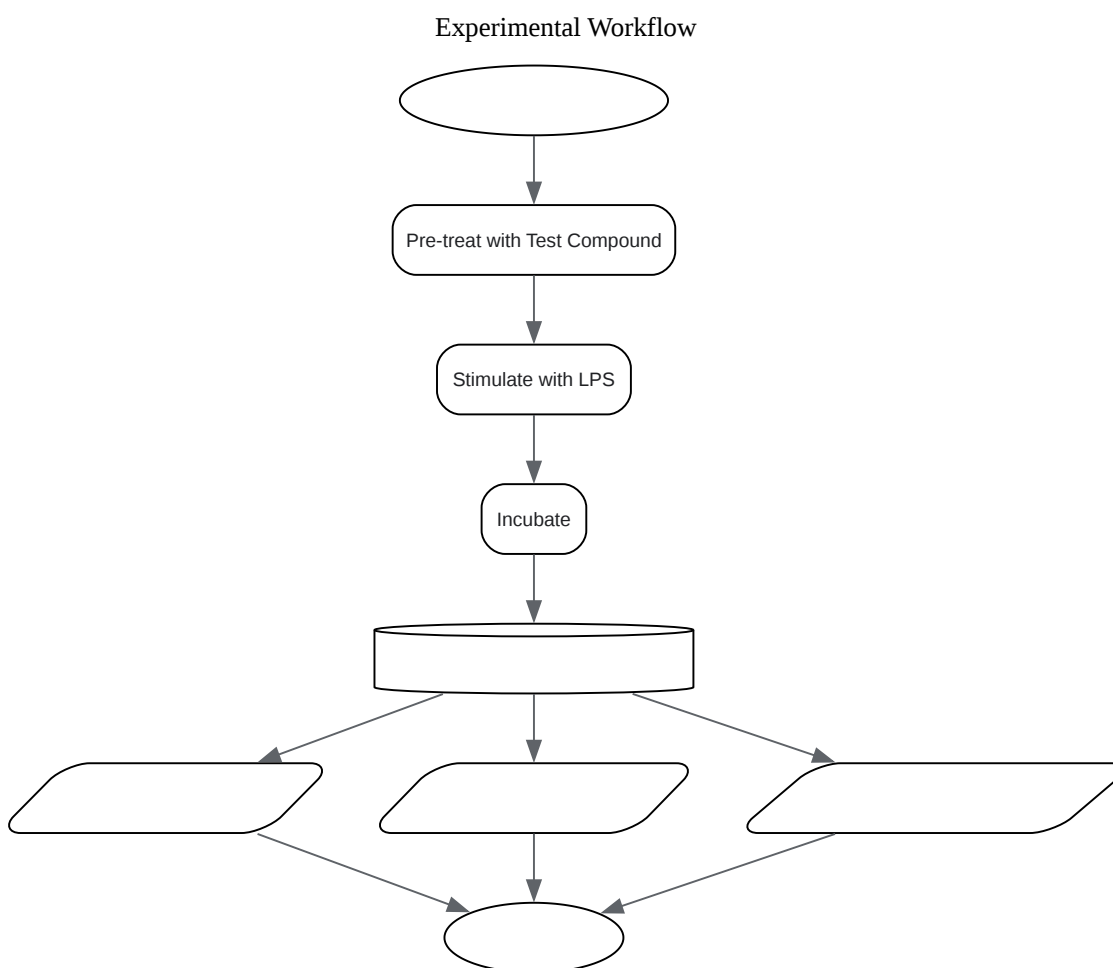 Experimental Workflow
Pre-treat with Test Compound
Stimulate with LPS
Incubate